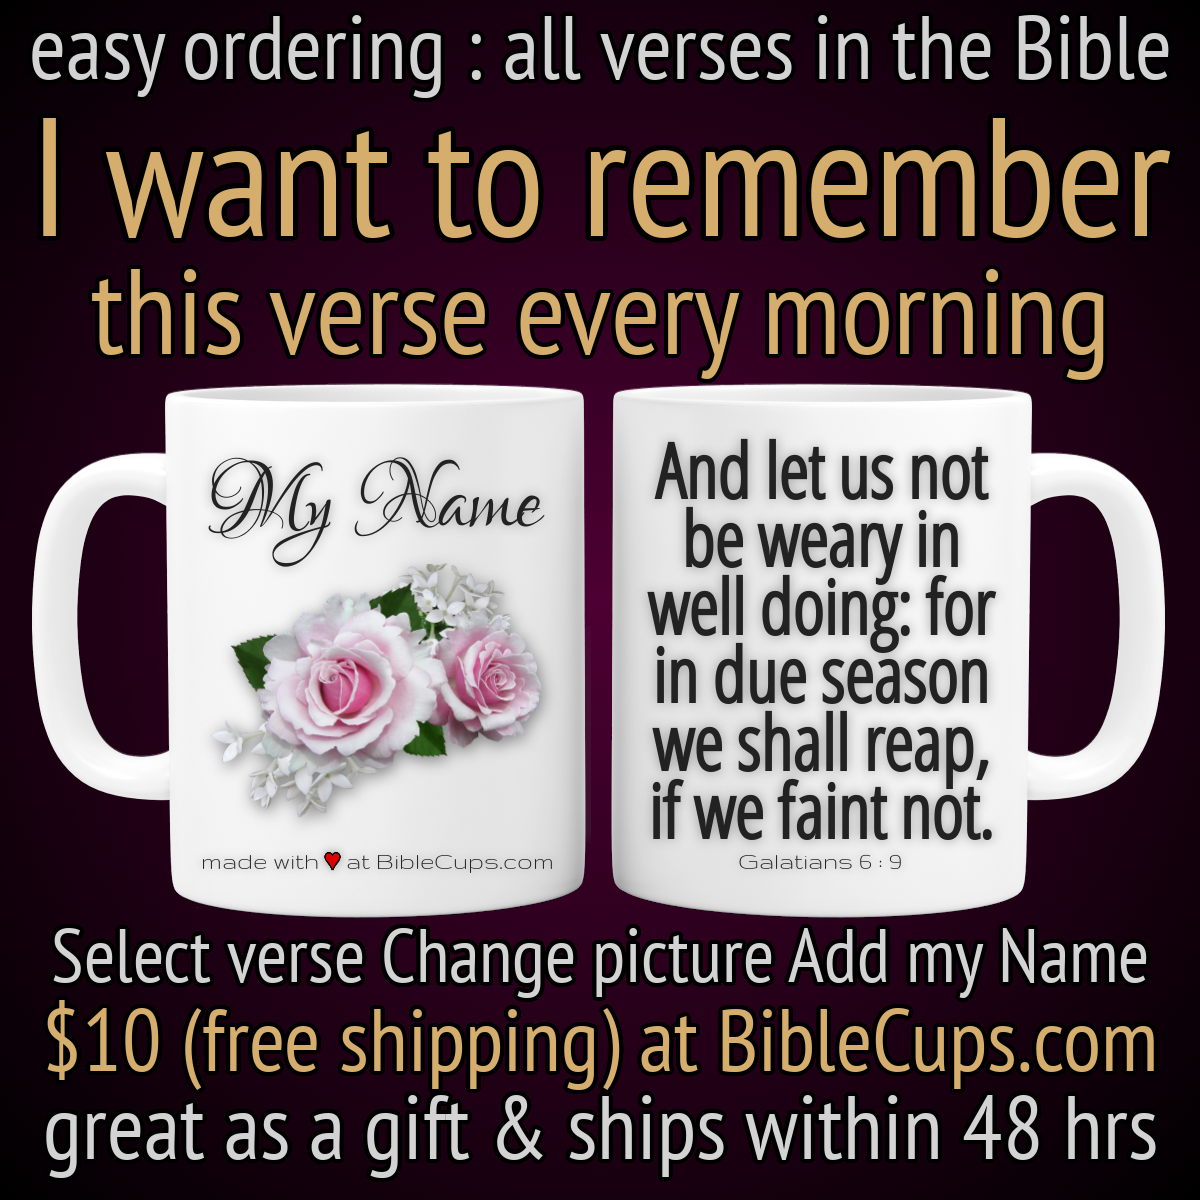 easy ordering : all verses in the Bible
I want to remember
this verse every morning
My Name
made with ♥ at BibleCups.com
And let us not
be weary in
well doing: for
in due season
we shall reap,
if we faint not.
Galatians 6 : 9
Select verse Change picture Add my Name
$10 (free shipping) at BibleCups.com
great as a gift & ships within 48 hrs